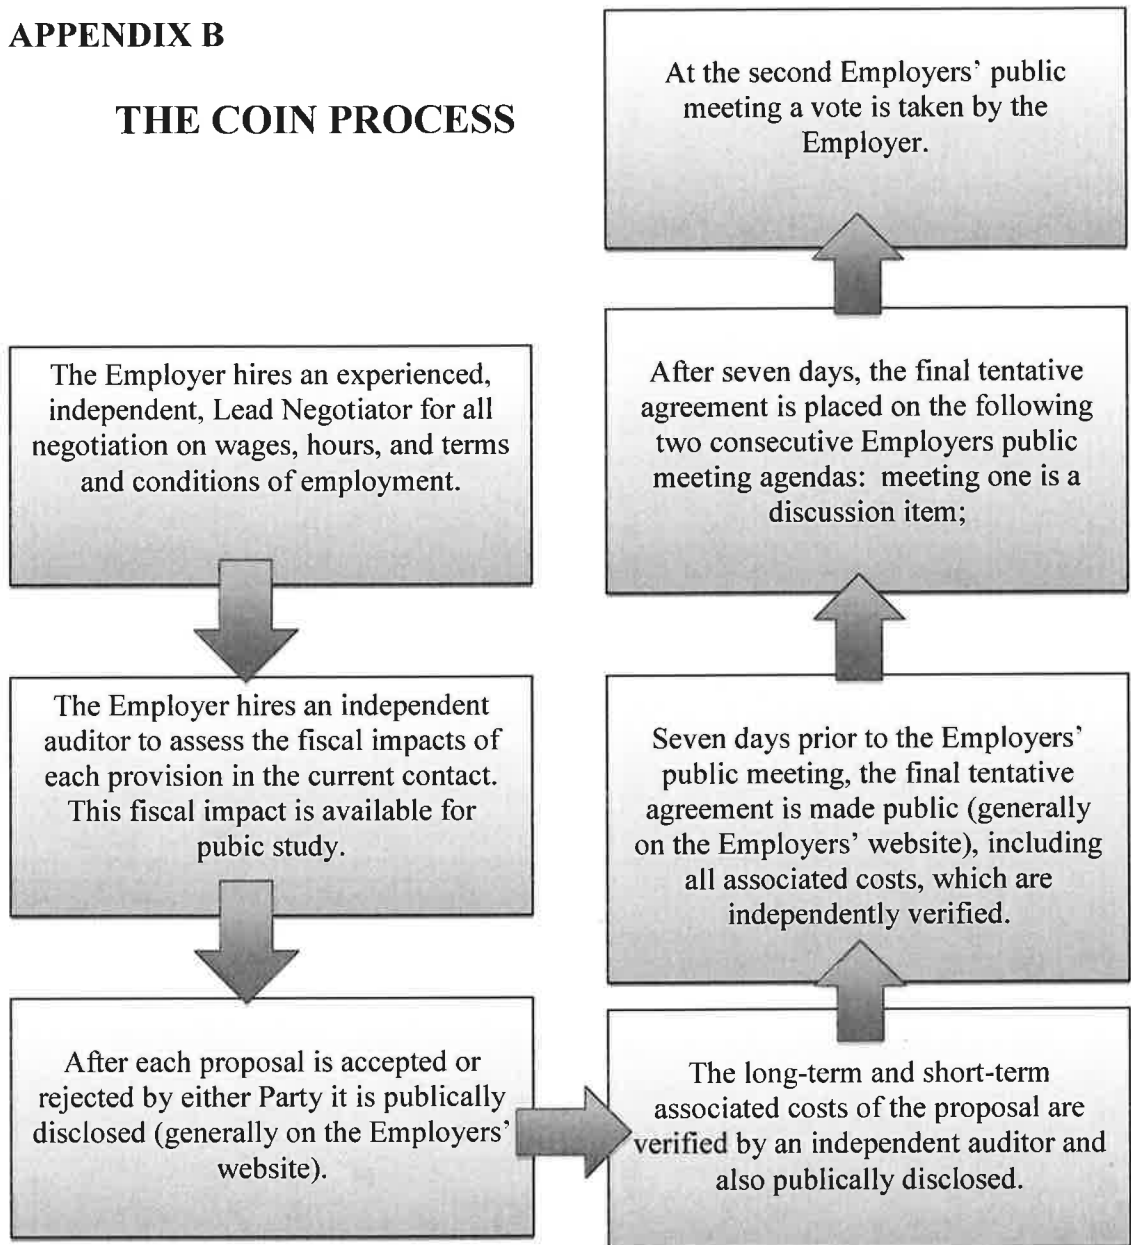 APPENDIX B
THE COIN PROCESS
The Employer hires an experienced,
independent, Lead Negotiator for all
negotiation on wages, hours, and terms
and conditions of employment.
The Employer hires an independent
auditor to assess the fiscal impacts of
each provision in the current contact.
This fiscal impact is available for
pubic study.
After each proposal is accepted or
rejected by either Party it is publically
disclosed (generally on the Employers’
website).
The long-term and short-term
associated costs of the proposal are
verified by an independent auditor and
also publically disclosed.
Seven days prior to the Employers’
public meeting, the final tentative
agreement is made public (generally
on the Employers’ website), including
all associated costs, which are
independently verified.
After seven days, the final tentative
agreement is placed on the following
two consecutive Employers public
meeting agendas:  meeting one is a
discussion item;
At the second Employers’ public
meeting a vote is taken by the
Employer.